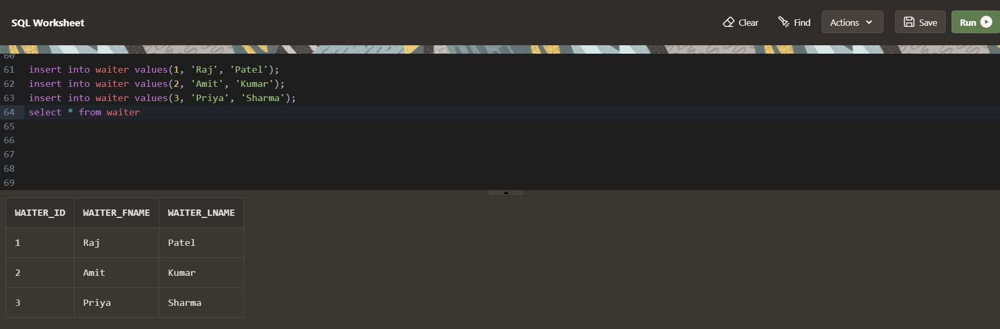 SQL Worksheet
Clear Find Actions Save Run
60
61 insert into waiter values(1, 'Raj', 'Patel');
62 insert into waiter values(2, 'Amit', 'Kumar');
63 insert into waiter values(3, 'Priya', 'Sharma');
64 select * from waiter
65
66
67
68
69
WAITER_ID WAITER_FNAME WAITER_LNAME
1 Raj Patel
2 Amit Kumar
3 Priya Sharma